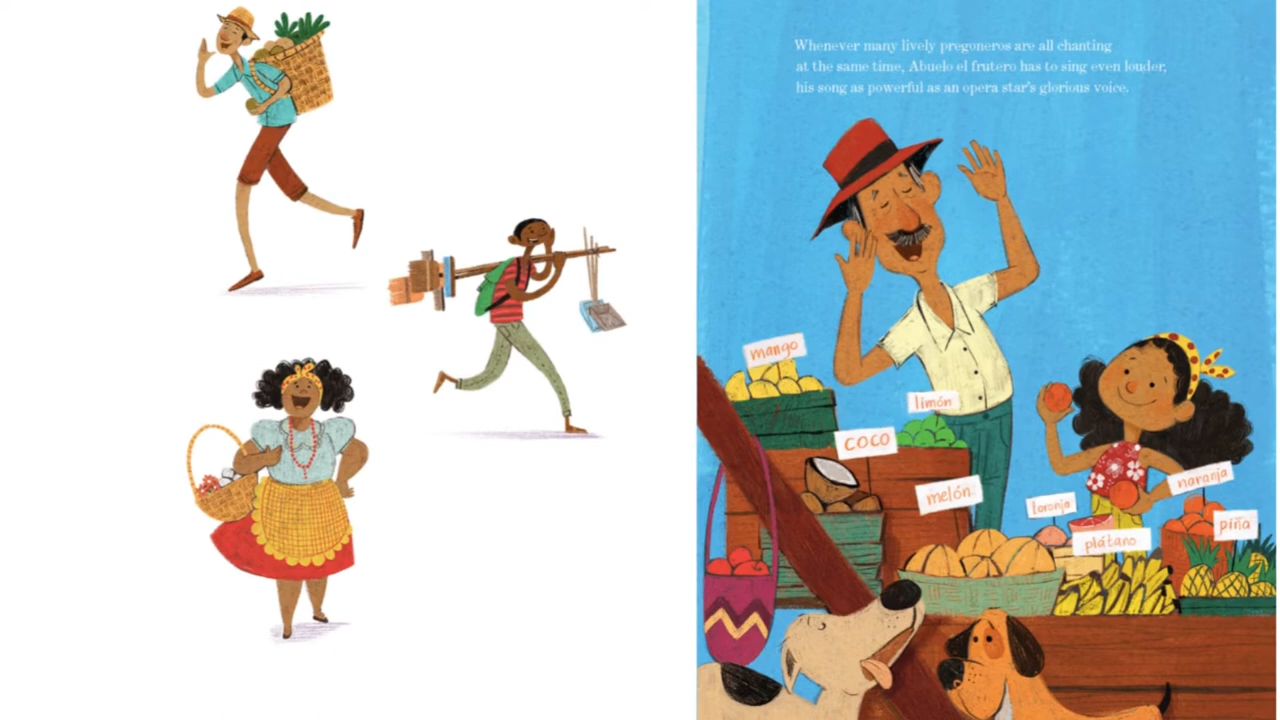 Whenever many lively pregoneros are all chanting
at the same time, Abuelo el frutero has to sing even louder,
his song as powerful as an opera star's glorious voice.
mango
limón
coco
melón
toronja
naranja
plátano
piña